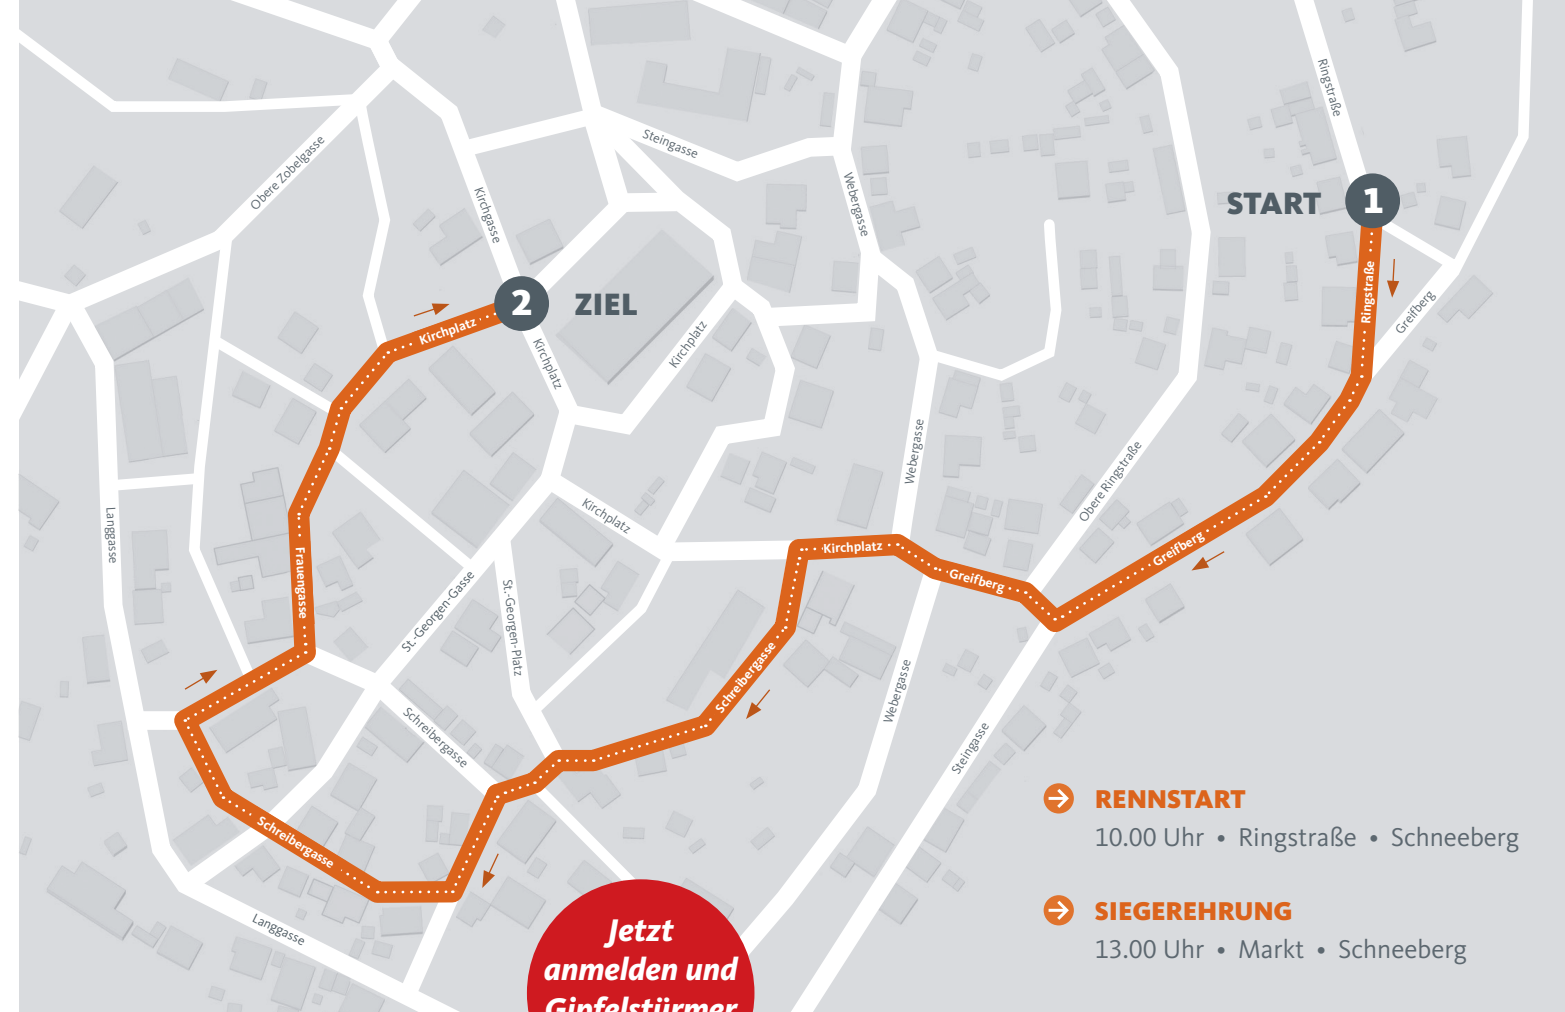 Ringstraße
Steingasse
Obere Zobelgasse
Webergasse
START
1
Kirchgasse
Ringstraße
2
ZIEL
Kirchplatz
Greifberg
Kirchplatz
Kirchplatz
Webergasse
Obere Ringstraße
Kirchplatz
Langgasse
Kirchplatz
Greifberg
Frauengasse
Greifberg
St.-Georgen-Gasse
St.-Georgen-Platz
Schreibergasse
Webergasse
Schreibergasse
Steingasse
RENNSTART
10.00 Uhr • Ringstraße • Schneeberg
Schreibergasse
SIEGEREHRUNG
13.00 Uhr • Markt • Schneeberg
Langgasse
Jetzt
anmelden und
Gipfelstürmer